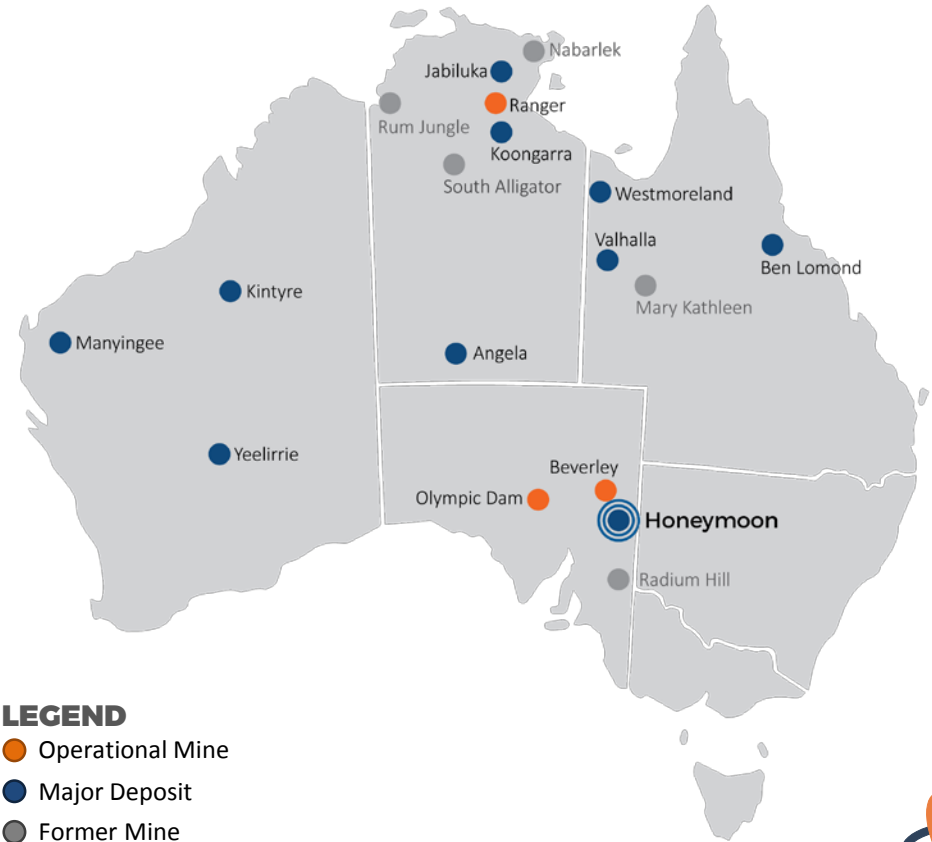 Nabarlek
Jabiluka
Ranger
Rum Jungle
Koongarra
South Alligator
Westmoreland
Valhalla
Ben Lomond
Kintyre
Mary Kathleen
Manyingee
Angela
Yeelirrie
Beverley
Olympic Dam
Honeymoon
Radium Hill
LEGEND
Operational Mine
Major Deposit
Former Mine